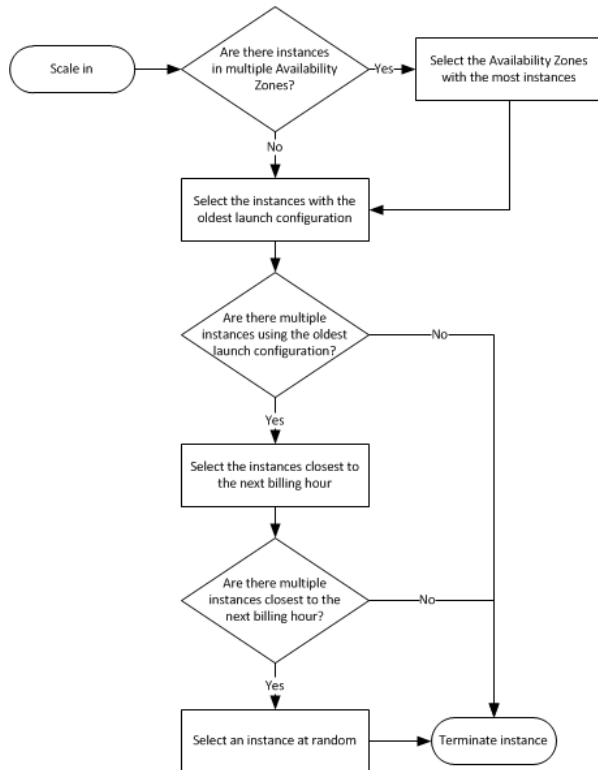 Scale in
Are there instances
in multiple Availability
Zones?
Yes
Select the Availability Zones
with the most instances
No
Select the instances with the
oldest launch configuration
Are there multiple
instances using the oldest
launch configuration?
No
Yes
Select the instances closest to
the next billing hour
Are there multiple
instances closest to the
next billing hour?
No
Yes
Select an instance at random
Terminate instance